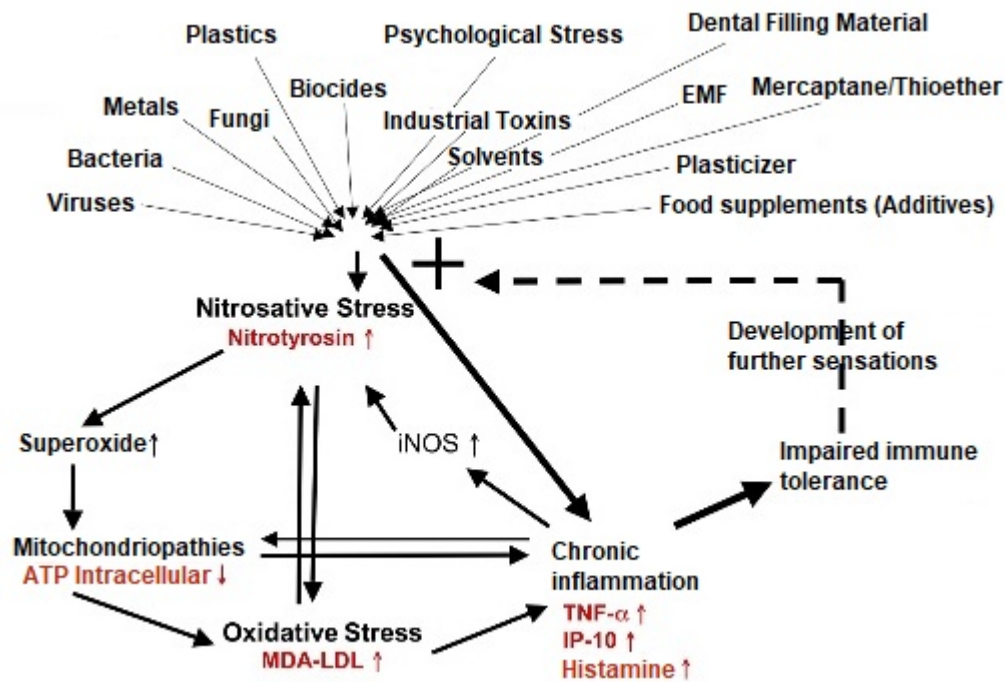 Plastics
Psychological Stress
Dental Filling Material
Biocides
EMF
Mercaptane/Thioether
Metals
Fungi
Industrial Toxins
Bacteria
Solvents
Plasticizer
Viruses
Food supplements (Additives)
+
Nitrosative Stress
Nitrotyrosin ↑
Development of
further sensations
Superoxide↑
iNOS ↑
Impaired immune
tolerance
Mitochondriopathies
ATP Intracellular↓
Chronic
inflammation
TNF-α ↑
IP-10 ↑
Histamine ↑
Oxidative Stress
MDA-LDL ↑